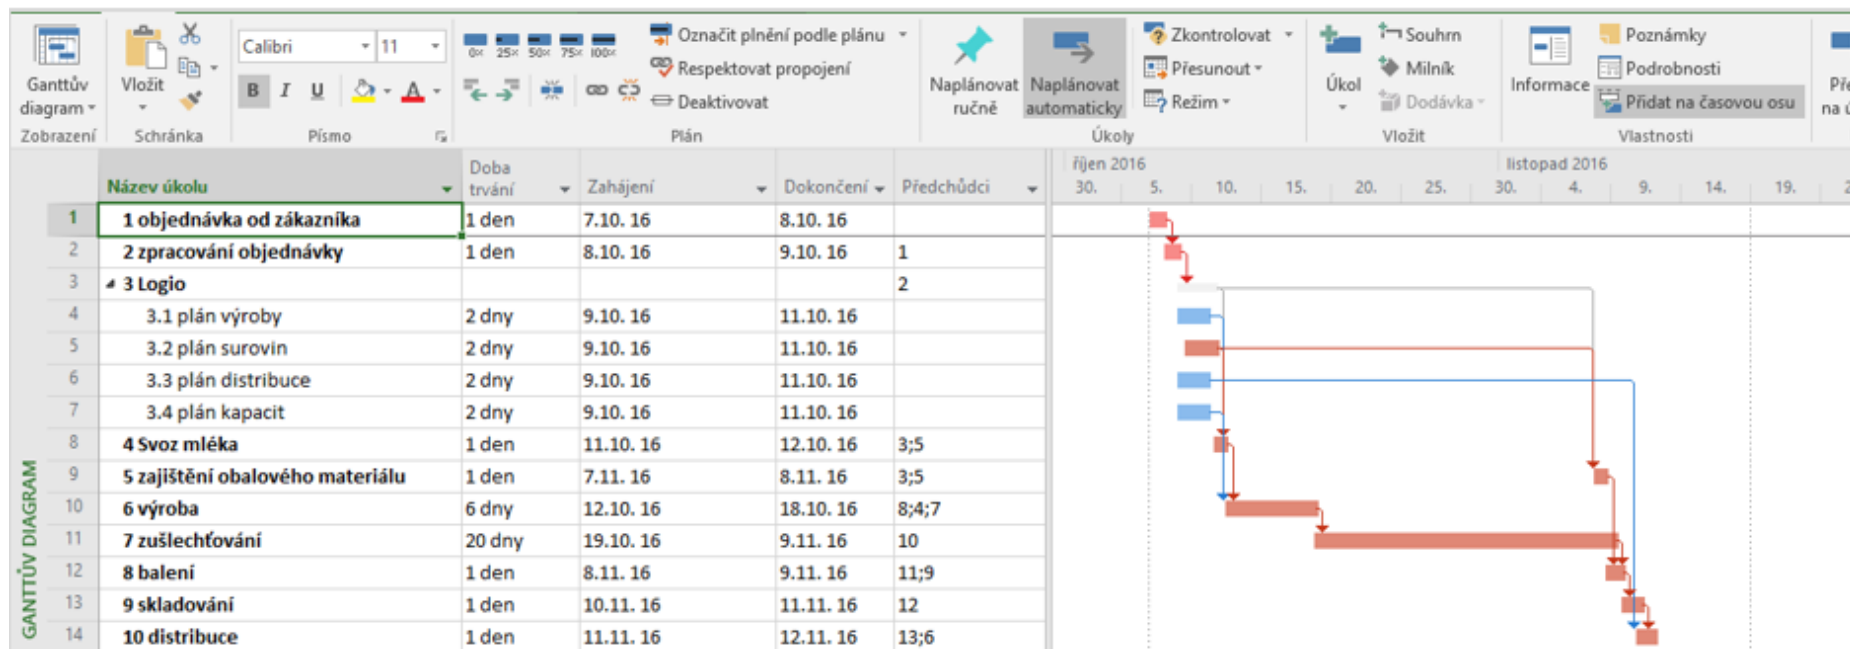 Ganttův diagram
Zobrazení
Vložit
Schránka
Calibri 11
B I U A
Písmo
0× 25× 50× 75× 100×
Označit plnění podle plánu
Respektovat propojení
Deaktivovat
Plán
Naplánovat ručně
Naplánovat automaticky
Zkontrolovat
Přesunout
Režim
Úkoly
Úkol
Souhrn
Milník
Dodávka
Vložit
Informace
Poznámky
Podrobnosti
Přidat na časovou osu
Vlastnosti
Název úkolu Doba trvání Zahájení Dokončení Předchůdci
říjen 2016 listopad 2016
30. 5. 10. 15. 20. 25. 30. 4. 9. 14. 19.
1 1 objednávka od zákazníka 1 den 7.10. 16 8.10. 16
2 2 zpracování objednávky 1 den 8.10. 16 9.10. 16 1
3 3 Logio 2
4 3.1 plán výroby 2 dny 9.10. 16 11.10. 16
5 3.2 plán surovin 2 dny 9.10. 16 11.10. 16
6 3.3 plán distribuce 2 dny 9.10. 16 11.10. 16
7 3.4 plán kapacit 2 dny 9.10. 16 11.10. 16
8 4 Svoz mléka 1 den 11.10. 16 12.10. 16 3;5
9 5 zajištění obalového materiálu 1 den 7.11. 16 8.11. 16 3;5
10 6 výroba 6 dny 12.10. 16 18.10. 16 8;4;7
11 7 zušlechťování 20 dny 19.10. 16 9.11. 16 10
12 8 balení 1 den 8.11. 16 9.11. 16 11;9
13 9 skladování 1 den 10.11. 16 11.11. 16 12
14 10 distribuce 1 den 11.11. 16 12.11. 16 13;6
GANTTŮV DIAGRAM